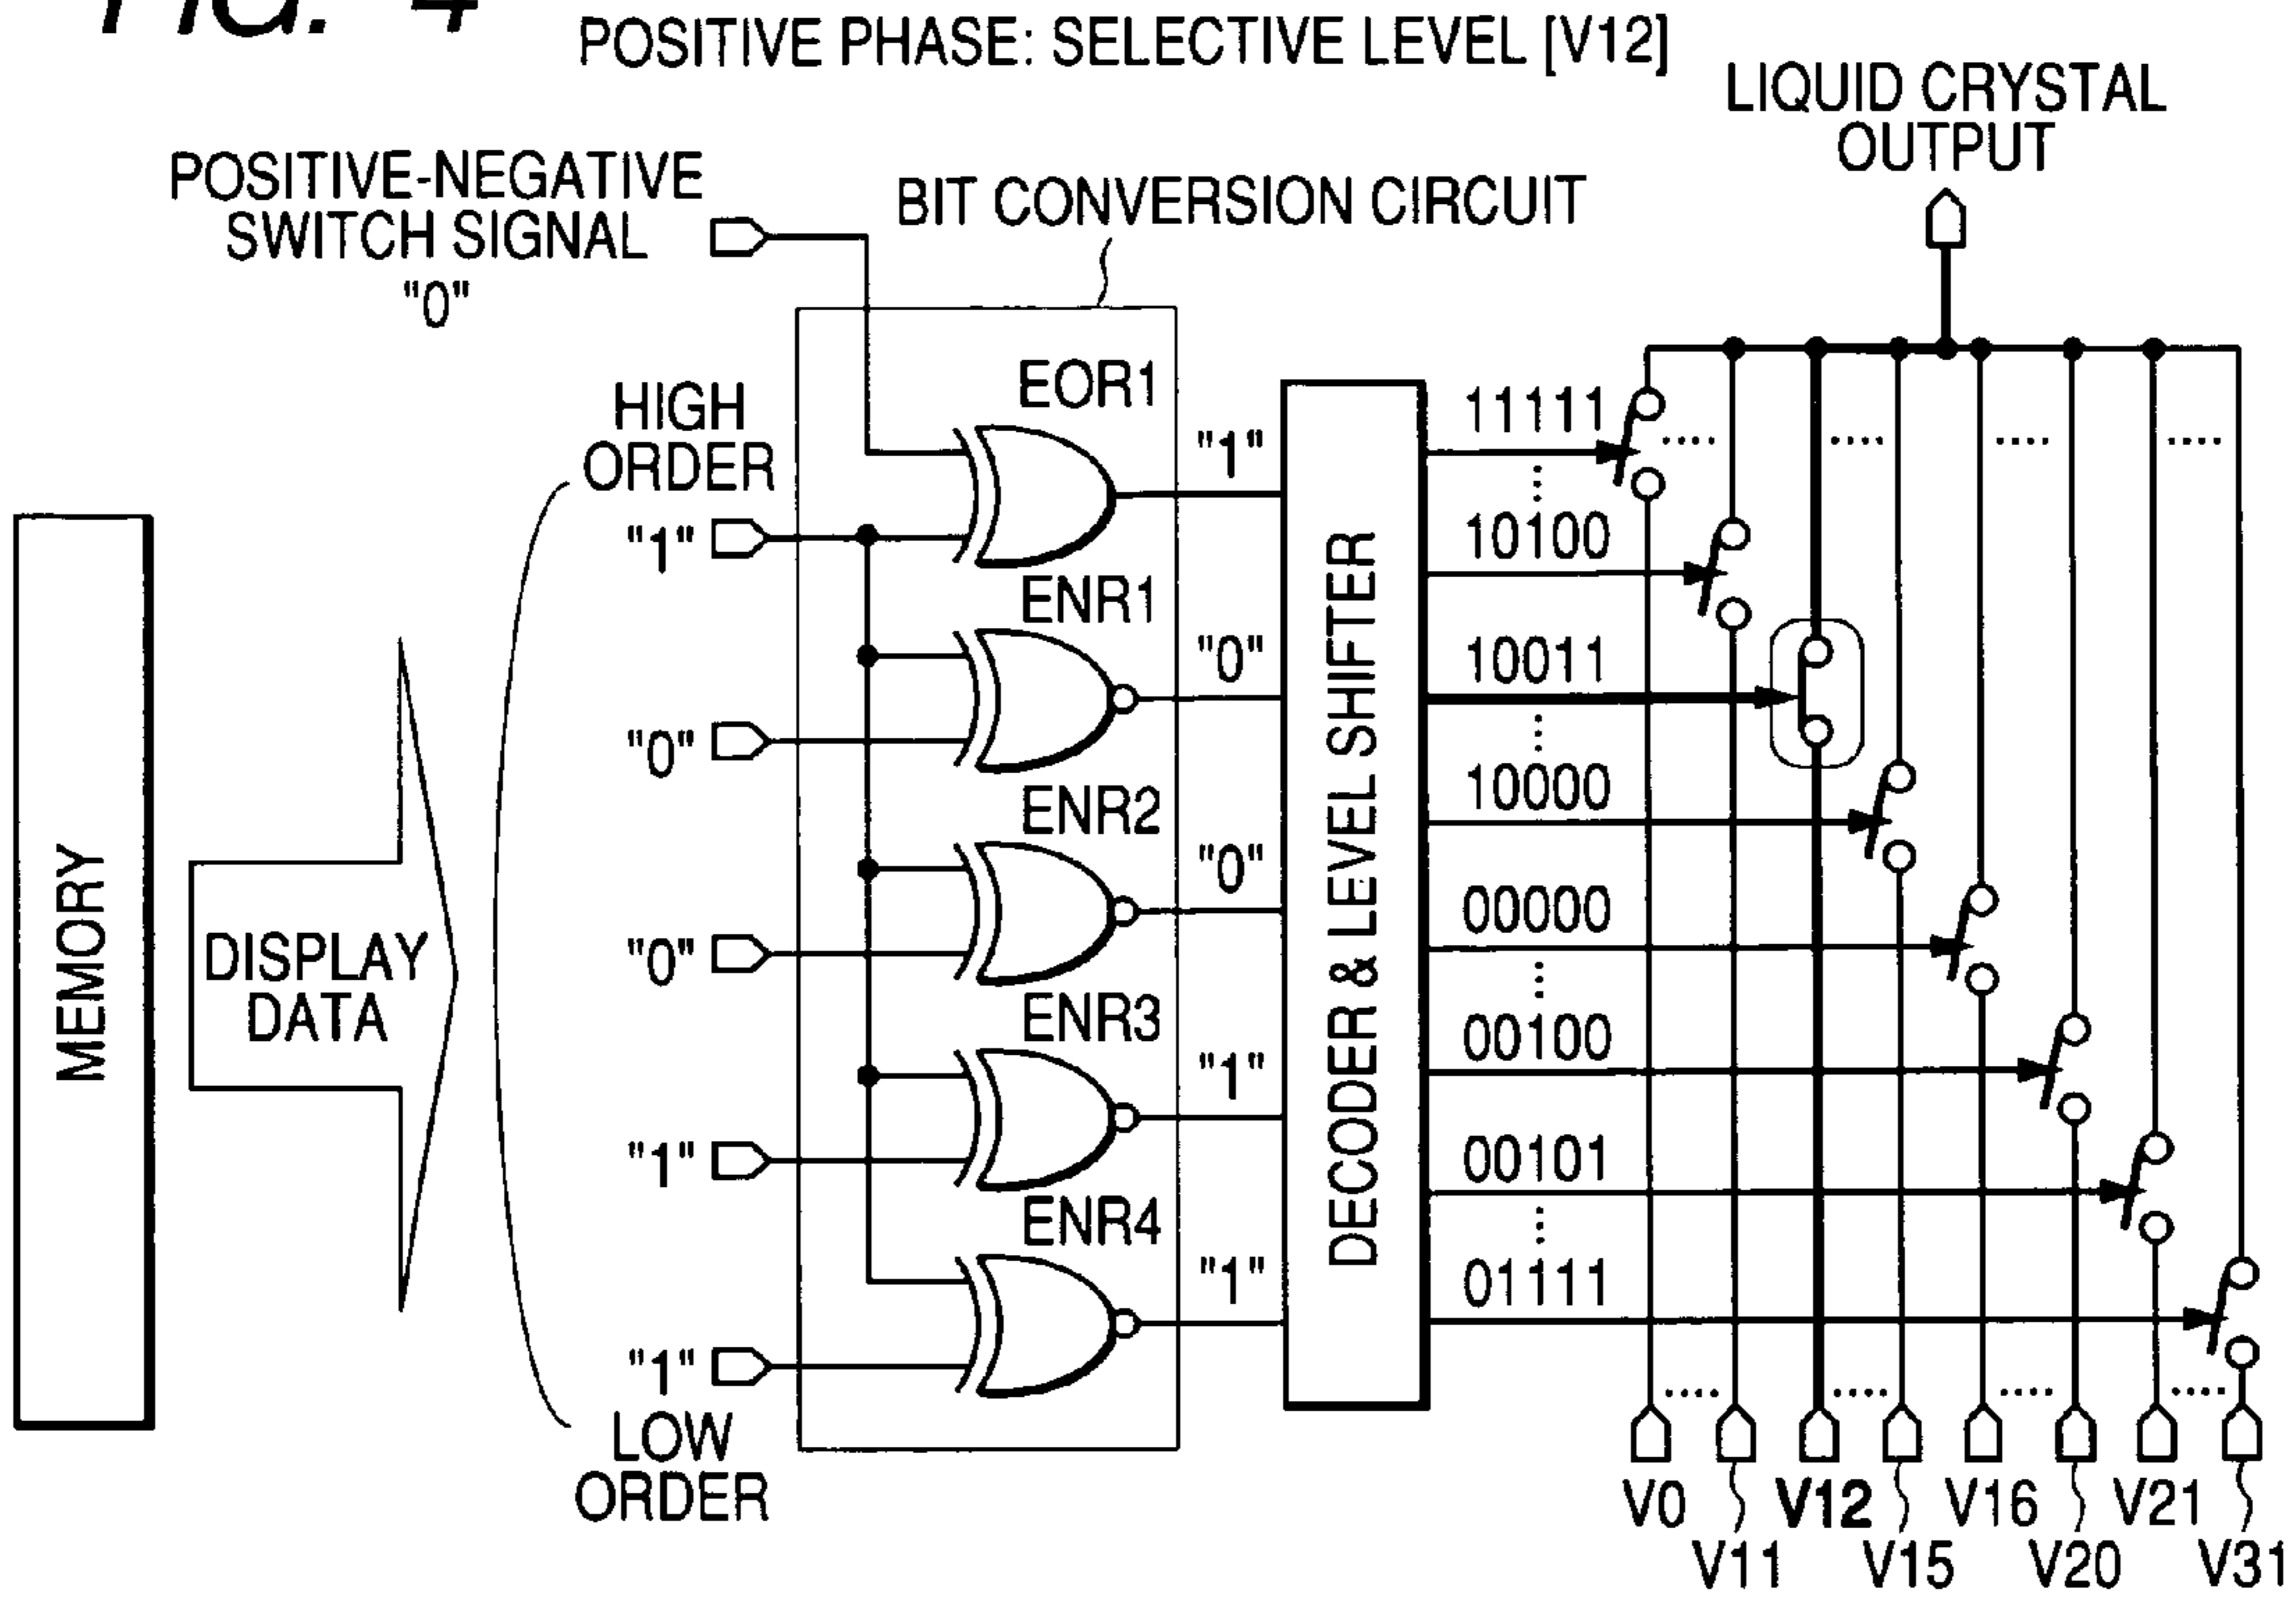 FIG. 4
POSITIVE PHASE: SELECTIVE LEVEL [V12]
LIQUID CRYSTAL
OUTPUT
POSITIVE-NEGATIVE
SWITCH SIGNAL
"0"
BIT CONVERSION CIRCUIT
HIGH
ORDER
"1"
"0"
"0"
"1"
"1"
LOW
ORDER
MEMORY
DISPLAY
DATA
EOR1
ENR1
ENR2
ENR3
ENR4
"1"
"0"
"0"
"1"
"1"
DECODER & LEVEL SHIFTER
11111
10100
10011
10000
00000
00100
00101
01111
V0
V11
V12
V15
V16
V20
V21
V31